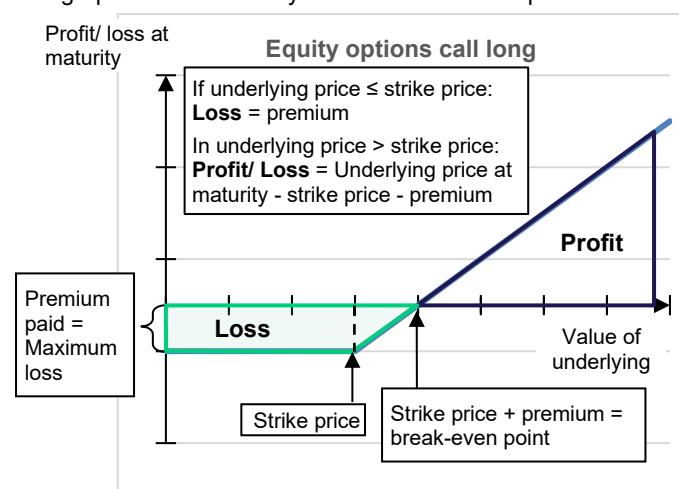 Profit/ loss at
maturity
Equity options call long
If underlying price ≤ strike price:
Loss = premium
In underlying price > strike price:
Profit/ Loss = Underlying price at
maturity - strike price - premium
Profit
Premium
paid =
Maximum
loss
Loss
Value of
underlying
Strike price
Strike price + premium =
break-even point